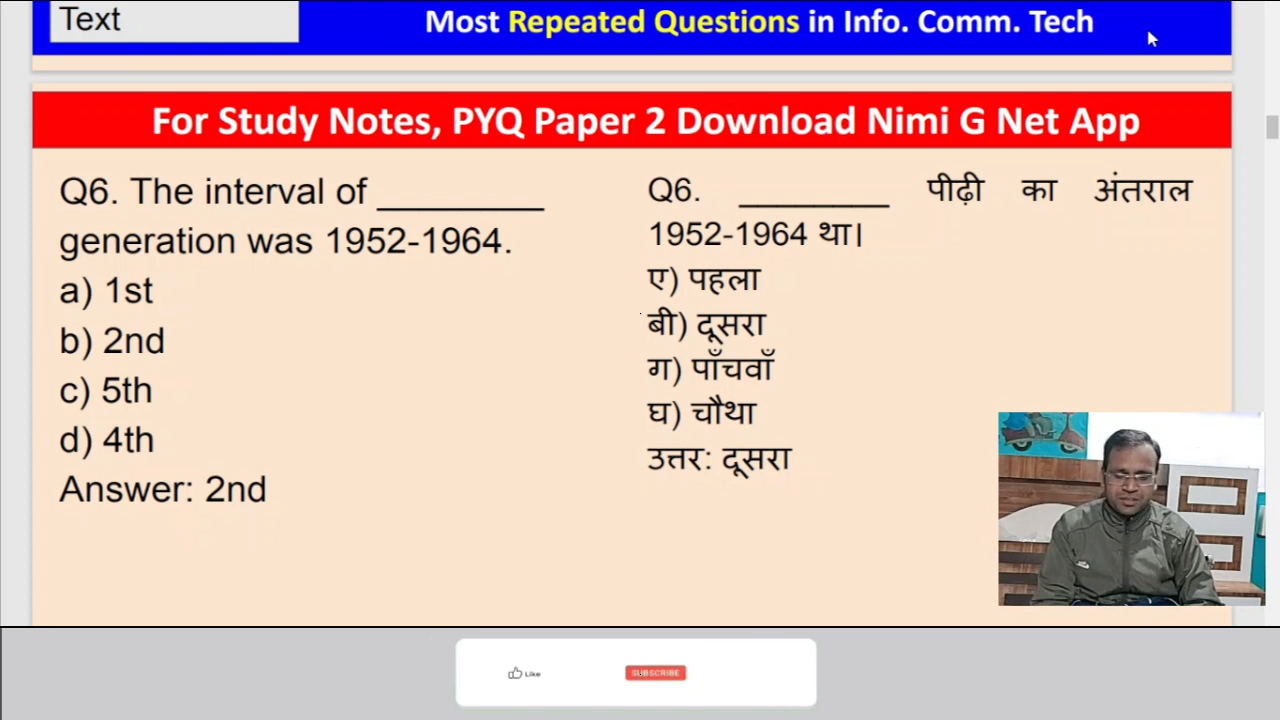 Text
Most Repeated Questions in Info. Comm. Tech
For Study Notes, PYQ Paper 2 Download Nimi G Net App
Q6. The interval of ________
generation was 1952-1964.
a) 1st
b) 2nd
c) 5th
d) 4th
Answer: 2nd
Q6. ________ पीढ़ी का अंतराल
1952-1964 था।
ए) पहला
बी) दूसरा
ग) पाँचवाँ
घ) चौथा
उत्तर: दूसरा
Like
SUBSCRIBE